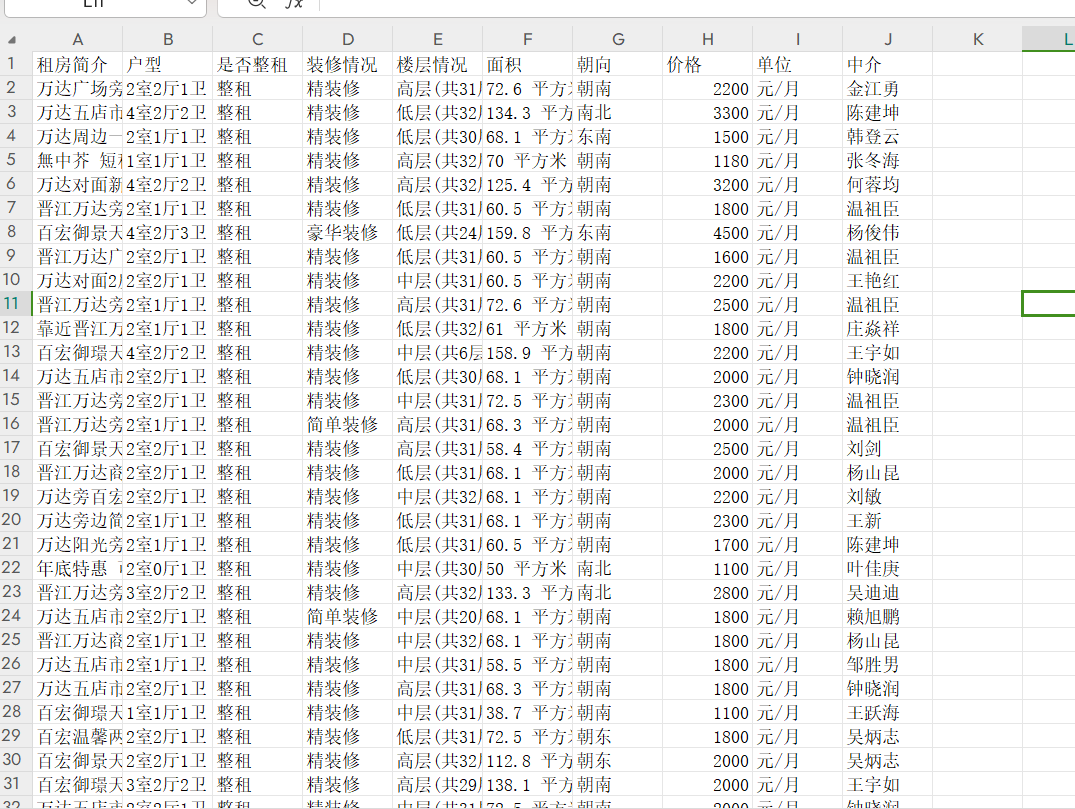 fx
A B C D E F G H I J K L
1 租房简介 户型 是否整租 装修情况 楼层情况 面积 朝向 价格 单位 中介
2 万达广场旁 2室2厅1卫 整租 精装修 高层(共31 72.6 平方 朝南 2200 元/月 金江勇
3 万达五店市 4室2厅2卫 整租 精装修 低层(共32 134.3 平方 南北 3300 元/月 陈建坤
4 万达周边一 2室1厅1卫 整租 精装修 低层(共30 68.1 平方 东南 1500 元/月 韩登云
5 無中芥 短租 1室1厅1卫 整租 精装修 高层(共32 70 平方米 朝南 1180 元/月 张冬海
6 万达对面新 4室2厅2卫 整租 精装修 高层(共32 125.4 平方 朝南 3200 元/月 何蓉均
7 晋江万达旁 2室1厅1卫 整租 精装修 低层(共31 60.5 平方 朝南 1800 元/月 温祖臣
8 百宏御景天 4室2厅3卫 整租 豪华装修 低层(共24 159.8 平方 东南 4500 元/月 杨俊伟
9 晋江万达广 2室2厅1卫 整租 精装修 低层(共31 60.5 平方 朝南 1600 元/月 温祖臣
10 万达对面2 2室2厅1卫 整租 精装修 中层(共31 60.5 平方 朝南 2200 元/月 王艳红
11 晋江万达旁 2室1厅1卫 整租 精装修 高层(共31 72.6 平方 朝南 2500 元/月 温祖臣
12 靠近晋江万 2室1厅1卫 整租 精装修 低层(共32 61 平方米 朝南 1800 元/月 庄焱祥
13 百宏御璟天 4室2厅2卫 整租 精装修 中层(共6层 158.9 平方 朝南 2200 元/月 王宇如
14 万达五店市 2室2厅1卫 整租 精装修 低层(共30 68.1 平方 朝南 2000 元/月 钟晓润
15 晋江万达旁 2室2厅1卫 整租 精装修 中层(共31 72.5 平方 朝南 2300 元/月 温祖臣
16 晋江万达旁 2室1厅1卫 整租 简单装修 高层(共31 68.3 平方 朝南 2000 元/月 温祖臣
17 百宏御景天 2室2厅1卫 整租 精装修 高层(共31 58.4 平方 朝南 2500 元/月 刘剑
18 晋江万达商 2室2厅1卫 整租 精装修 低层(共31 68.1 平方 朝南 2000 元/月 杨山昆
19 万达旁百宏 2室2厅1卫 整租 精装修 中层(共32 68.1 平方 朝南 2200 元/月 刘敏
20 万达旁边简 2室1厅1卫 整租 精装修 低层(共31 68.1 平方 朝南 2300 元/月 王新
21 万达阳光旁 2室1厅1卫 整租 精装修 低层(共31 60.5 平方 朝南 1700 元/月 陈建坤
22 年底特惠 2室0厅1卫 整租 精装修 中层(共30 50 平方米 南北 1100 元/月 叶佳庚
23 晋江万达旁 3室2厅2卫 整租 精装修 高层(共32 133.3 平方 南北 2800 元/月 吴迪迪
24 万达五店市 2室2厅1卫 整租 简单装修 中层(共20 68.1 平方 朝南 1800 元/月 赖旭鹏
25 晋江万达商 2室1厅1卫 整租 精装修 中层(共32 68.1 平方 朝南 1800 元/月 杨山昆
26 万达五店市 2室1厅1卫 整租 精装修 中层(共31 58.5 平方 朝南 1800 元/月 邹胜男
27 万达五店市 2室2厅1卫 整租 精装修 高层(共31 68.3 平方 朝南 1800 元/月 钟晓润
28 百宏御璟天 1室1厅1卫 整租 精装修 中层(共31 38.7 平方 朝南 1100 元/月 王跃海
29 百宏温馨两 2室2厅1卫 整租 精装修 低层(共31 72.5 平方 朝东 1800 元/月 吴炳志
30 百宏御景天 2室2厅1卫 整租 精装修 高层(共32 112.8 平方 朝东 2000 元/月 吴炳志
31 百宏御璟天 3室2厅2卫 整租 精装修 高层(共29 138.1 平方 朝南 2000 元/月 王宇如